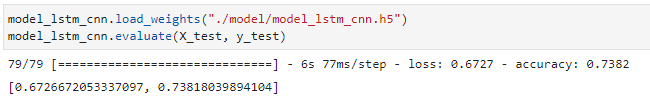 model_lstm_cnn.load_weights("./model/model_lstm_cnn.h5")
model_lstm_cnn.evaluate(X_test, y_test)
79/79 [==============================] - 6s 77ms/step - loss: 0.6727 - accuracy: 0.7382
[0.6726672053337097, 0.73818039894104]